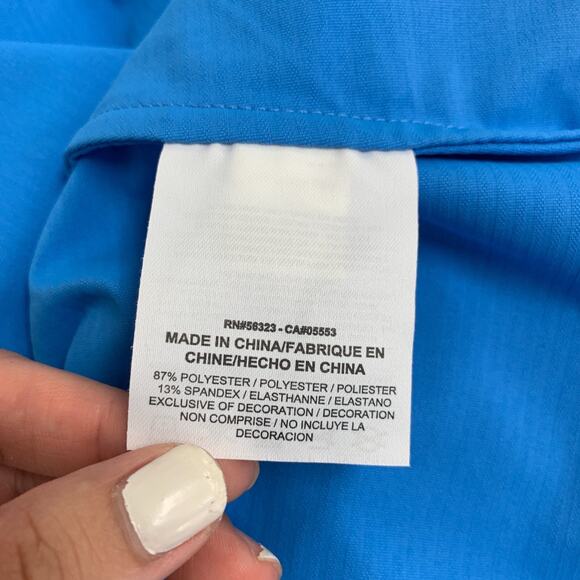 RN#56323 - CA#05553
MADE IN CHINA/FABRIQUE EN
CHINE/HECHO EN CHINA
87% POLYESTER / POLYESTER / POLIESTER
13% SPANDEX / ELASTHANNE / ELASTANO
EXCLUSIVE OF DECORATION / DECORATION
NON COMPRISE / NO INCLUYE LA
DECORACION